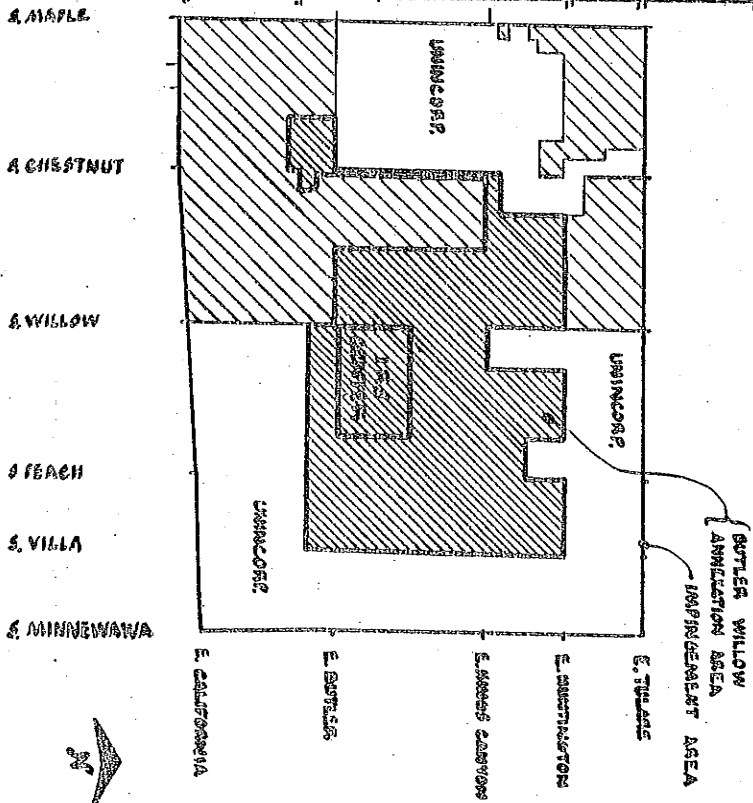 S. MAPLE
S. CHESTNUT
S. WILLOW
S. PEACH
S. VILLA
S. MINNEWAWA
UNINCORP.
UNINCORP.
UNINCORP.
BUTLER WILLOW
ANNEXATION AREA
IMPINGEMENT AREA
E. TULARE
E. HUNTINGTON
E. KINGS CANYON
E. BUTLER
E. CALIFORNIA
N.